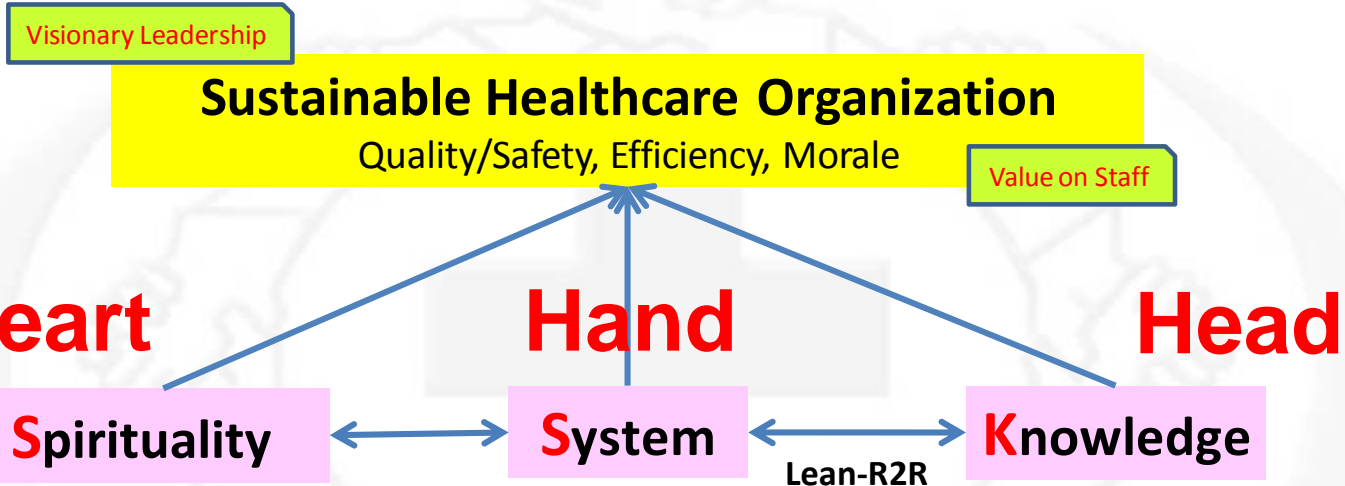 Visionary Leadership
Sustainable Healthcare Organization
Quality/Safety, Efficiency, Morale
Value on Staff
eart Hand Head
Spirituality System Knowledge
Lean-R2R